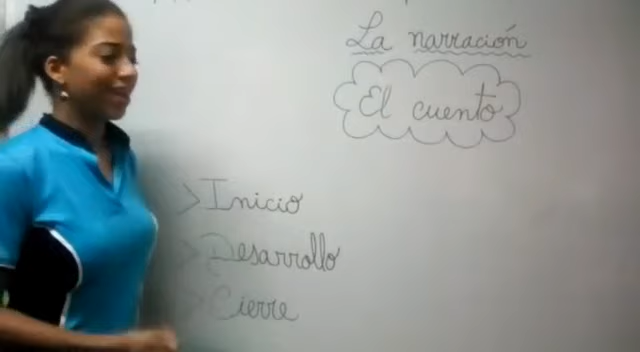 La narración
El cuento
>Inicio
>Desarrollo
>Cierre